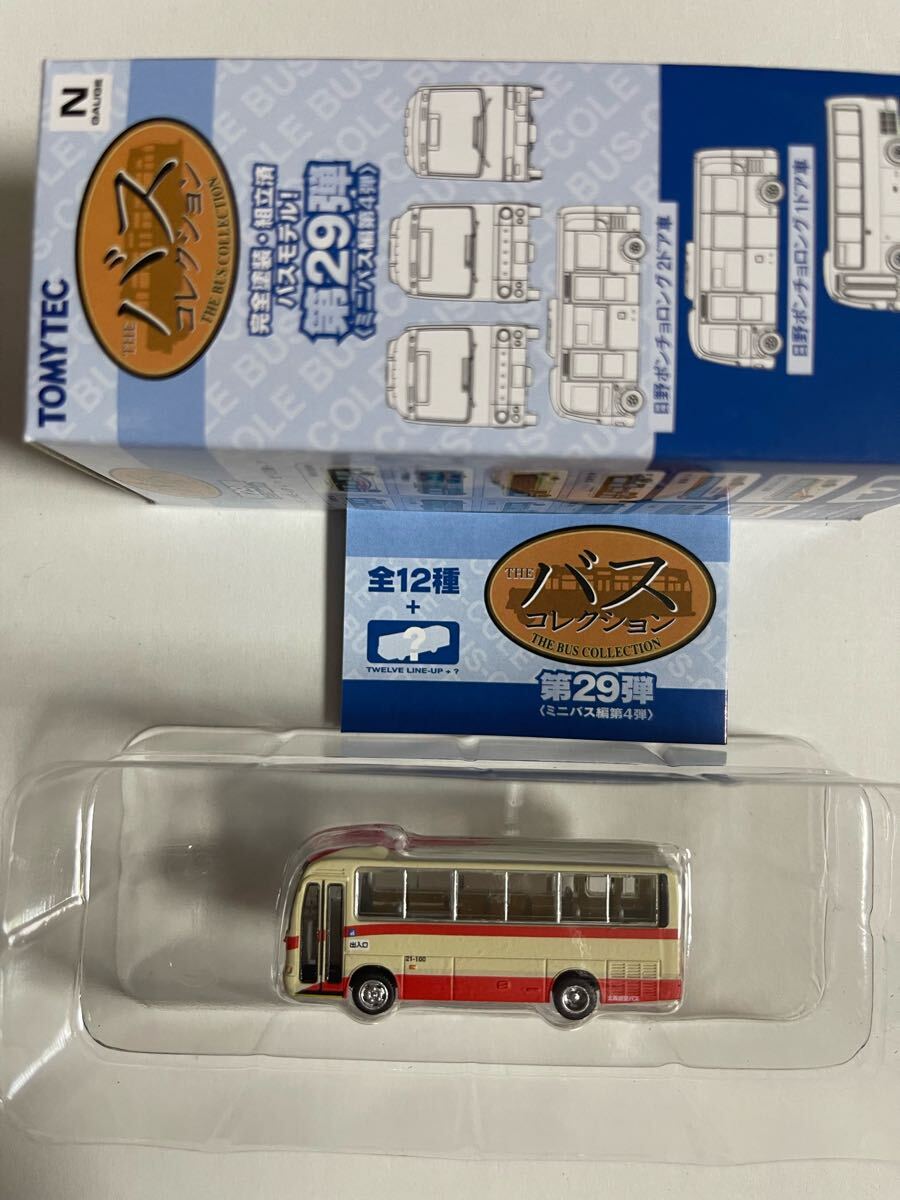 N
GAUGE
TOMYTEC
THE
バス
コレクション
THE BUS COLLECTION
完全塗装・組立済
バスモデル!
第29弾
〈ミニバス編第4弾〉
日野ポンチョロング2ドア車
日野ポンチョロング1ドア車
全12種
+
?
TWELVE LINE-UP + ?
THE
バス
コレクション
THE BUS COLLECTION
第29弾
〈ミニバス編第4弾〉
出入口
21-100